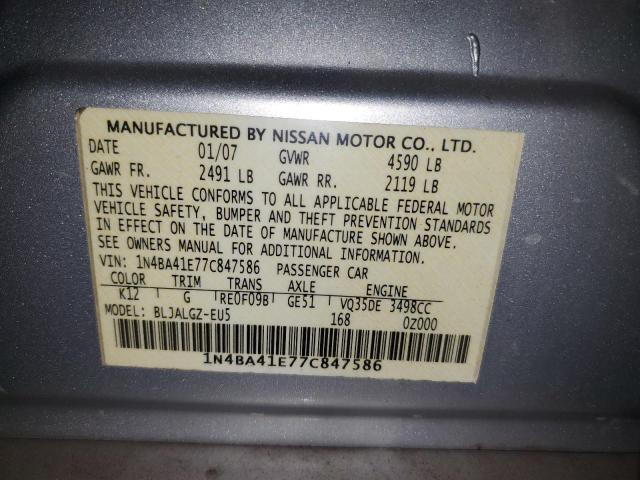 MANUFACTURED BY NISSAN MOTOR CO., LTD.
DATE 01/07 GVWR 4590 LB
GAWR FR. 2491 LB GAWR RR. 2119 LB
THIS VEHICLE CONFORMS TO ALL APPLICABLE FEDERAL MOTOR
VEHICLE SAFETY, BUMPER AND THEFT PREVENTION STANDARDS
IN EFFECT ON THE DATE OF MANUFACTURE SHOWN ABOVE.
SEE OWNERS MANUAL FOR ADDITIONAL INFORMATION.
VIN: 1N4BA41E77C847586 PASSENGER CAR
COLOR TRIM TRANS AXLE ENGINE
K12 G RE0F09B GE51 VQ35DE 3498CC
MODEL: BLJALGZ-EU5 168 0Z000
1N4BA41E77C847586